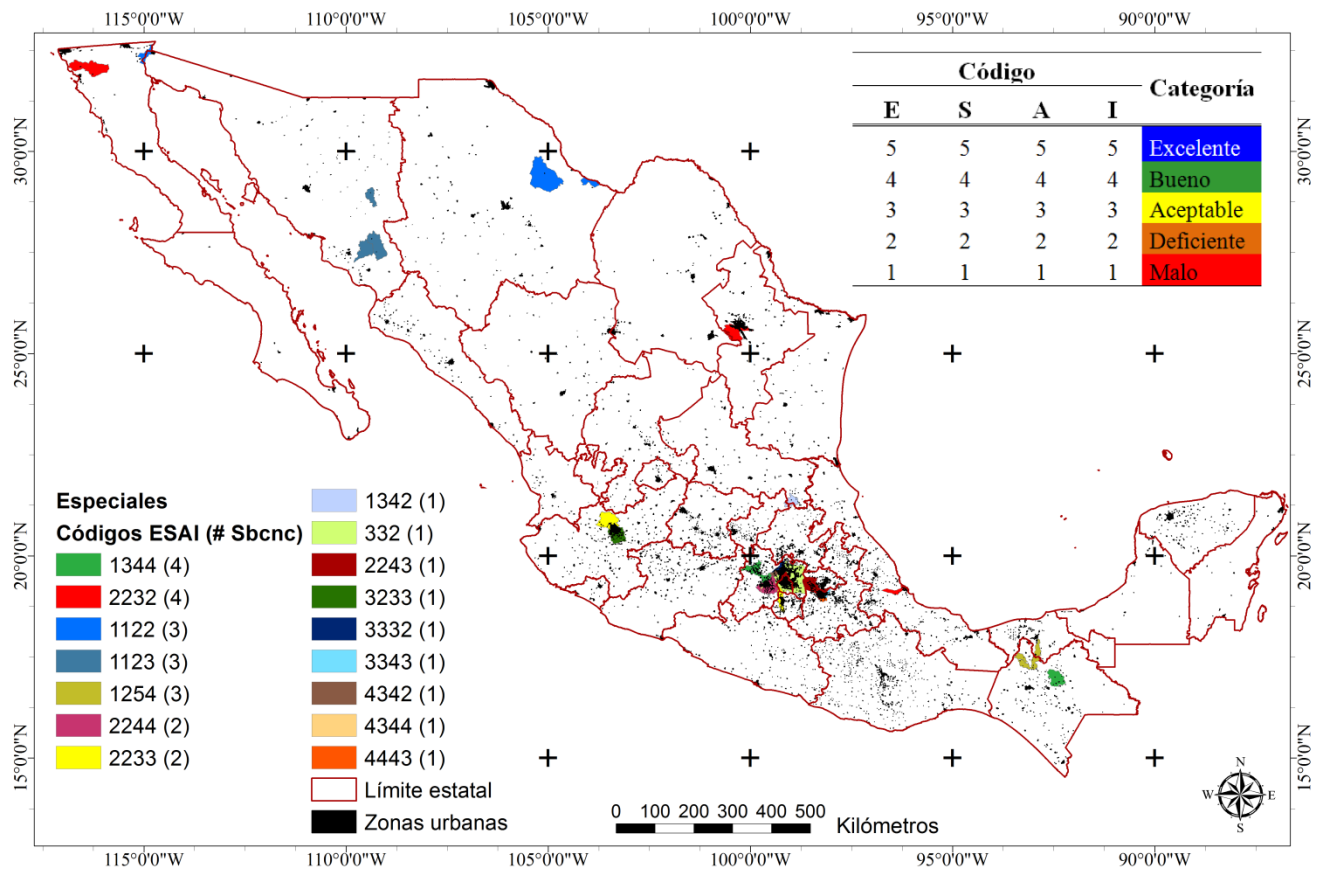 115°0'0"W 110°0'0"W 105°0'0"W 100°0'0"W 95°0'0"W 90°0'0"W
30°0'0"N
25°0'0"N
20°0'0"N
15°0'0"N
30°0'0"N
25°0'0"N
20°0'0"N
15°0'0"N
Código Categoría
E S A I
5 5 5 5 Excelente
4 4 4 4 Bueno
3 3 3 3 Aceptable
2 2 2 2 Deficiente
1 1 1 1 Malo
Especiales
Códigos ESAI (# Sbcnc)
1344 (4)
2232 (4)
1122 (3)
1123 (3)
1254 (3)
2244 (2)
2233 (2)
1342 (1)
332 (1)
2243 (1)
3233 (1)
3332 (1)
3343 (1)
4342 (1)
4344 (1)
4443 (1)
Límite estatal
Zonas urbanas
0 100 200 300 400 500
Kilómetros
N
W E
S
115°0'0"W 110°0'0"W 105°0'0"W 100°0'0"W 95°0'0"W 90°0'0"W